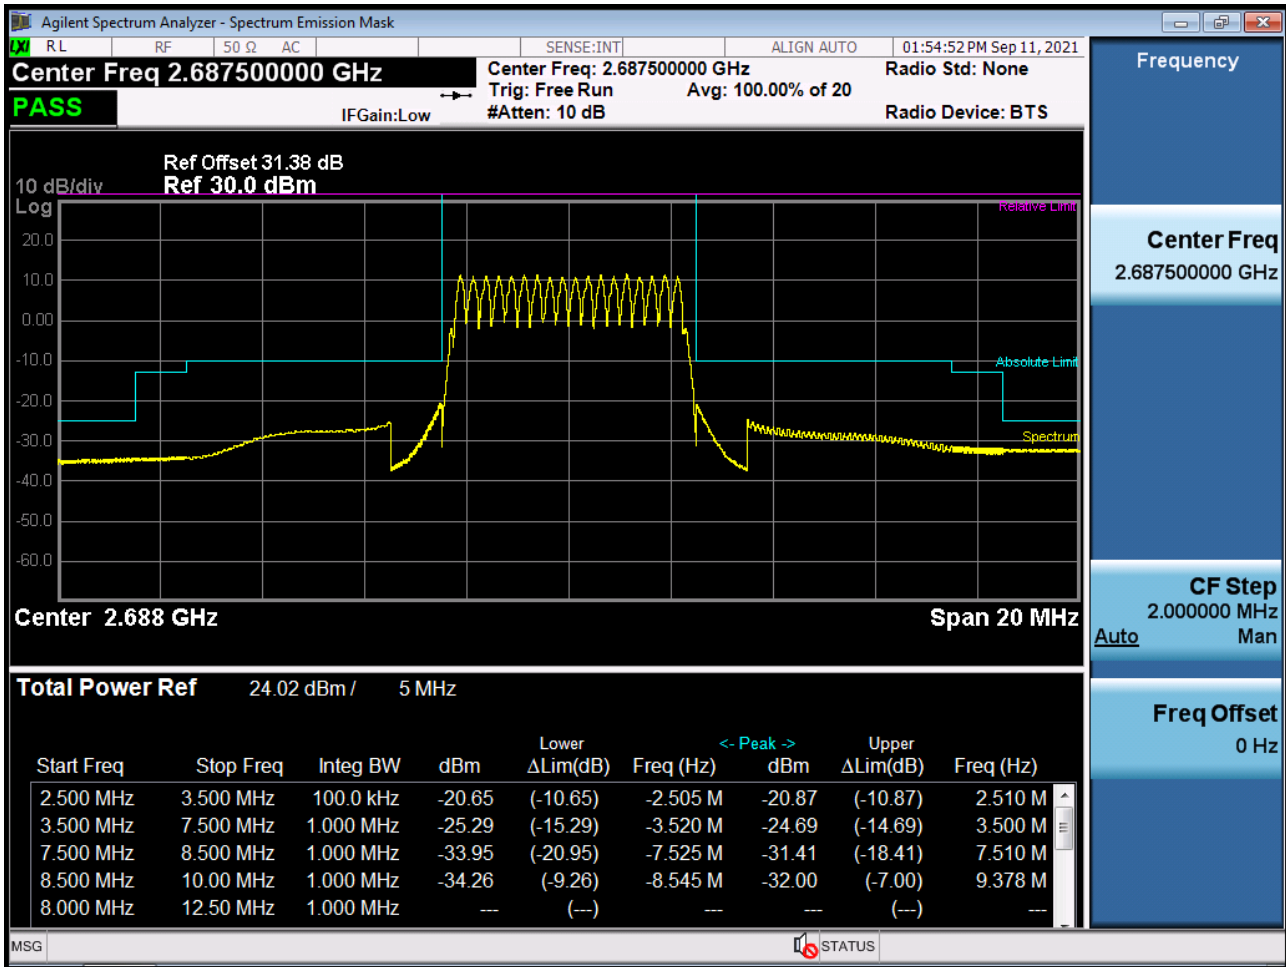 Agilent Spectrum Analyzer - Spectrum Emission Mask
LXI RL RF 50 Ω AC SENSE:INT ALIGN AUTO 01:54:52 PM Sep 11, 2021
Center Freq 2.687500000 GHz
Center Freq: 2.687500000 GHz Radio Std: None
Trig: Free Run Avg: 100.00% of 20
PASS IFGain:Low #Atten: 10 dB Radio Device: BTS
Ref Offset 31.38 dB
10 dB/div Ref 30.0 dBm
Log
Relative Limit
20.0
10.0
0.00
-10.0
Absolute Limit
-20.0
-30.0
Spectrum
-40.0
-50.0
-60.0
Center 2.688 GHz Span 20 MHz
Total Power Ref 24.02 dBm / 5 MHz
Lower <- Peak -> Upper
Start Freq Stop Freq Integ BW dBm ΔLim(dB) Freq (Hz) dBm ΔLim(dB) Freq (Hz)
2.500 MHz 3.500 MHz 100.0 kHz -20.65 (-10.65) -2.505 M -20.87 (-10.87) 2.510 M
3.500 MHz 7.500 MHz 1.000 MHz -25.29 (-15.29) -3.520 M -24.69 (-14.69) 3.500 M
7.500 MHz 8.500 MHz 1.000 MHz -33.95 (-20.95) -7.525 M -31.41 (-18.41) 7.510 M
8.500 MHz 10.00 MHz 1.000 MHz -34.26 (-9.26) -8.545 M -32.00 (-7.00) 9.378 M
8.000 MHz 12.50 MHz 1.000 MHz --- (---) --- --- (---) ---
MSG STATUS
Frequency
Center Freq
2.687500000 GHz
CF Step
2.000000 MHz
Auto Man
Freq Offset
0 Hz